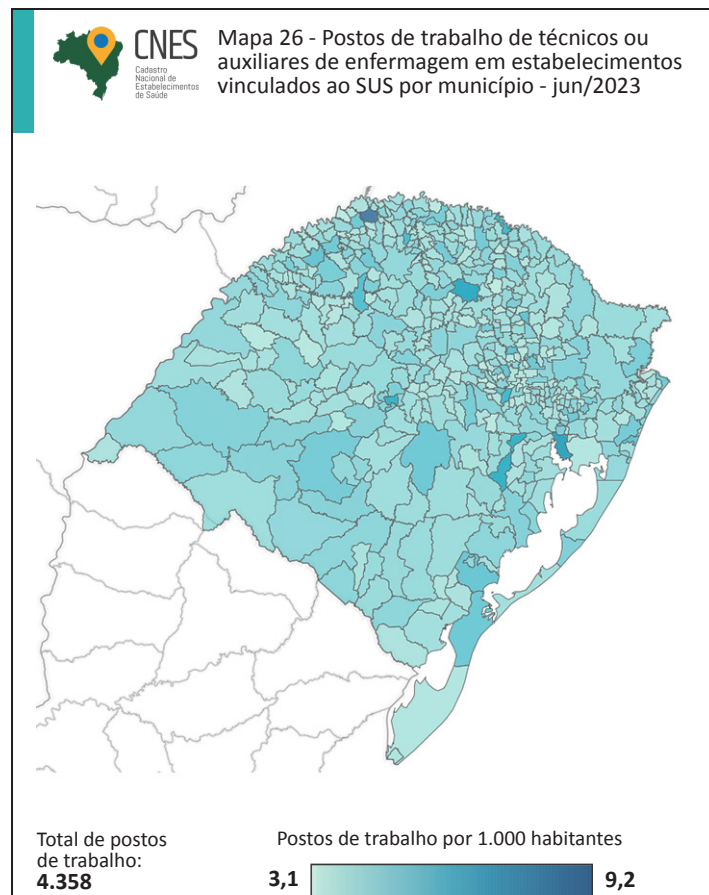 CNES
Cadastro
Nacional de
Estabelecimentos
de Saúde
Mapa 26 - Postos de trabalho de técnicos ou
auxiliares de enfermagem em estabelecimentos
vinculados ao SUS por município - jun/2023
Total de postos
de trabalho:
4.358
Postos de trabalho por 1.000 habitantes
3,1
9,2